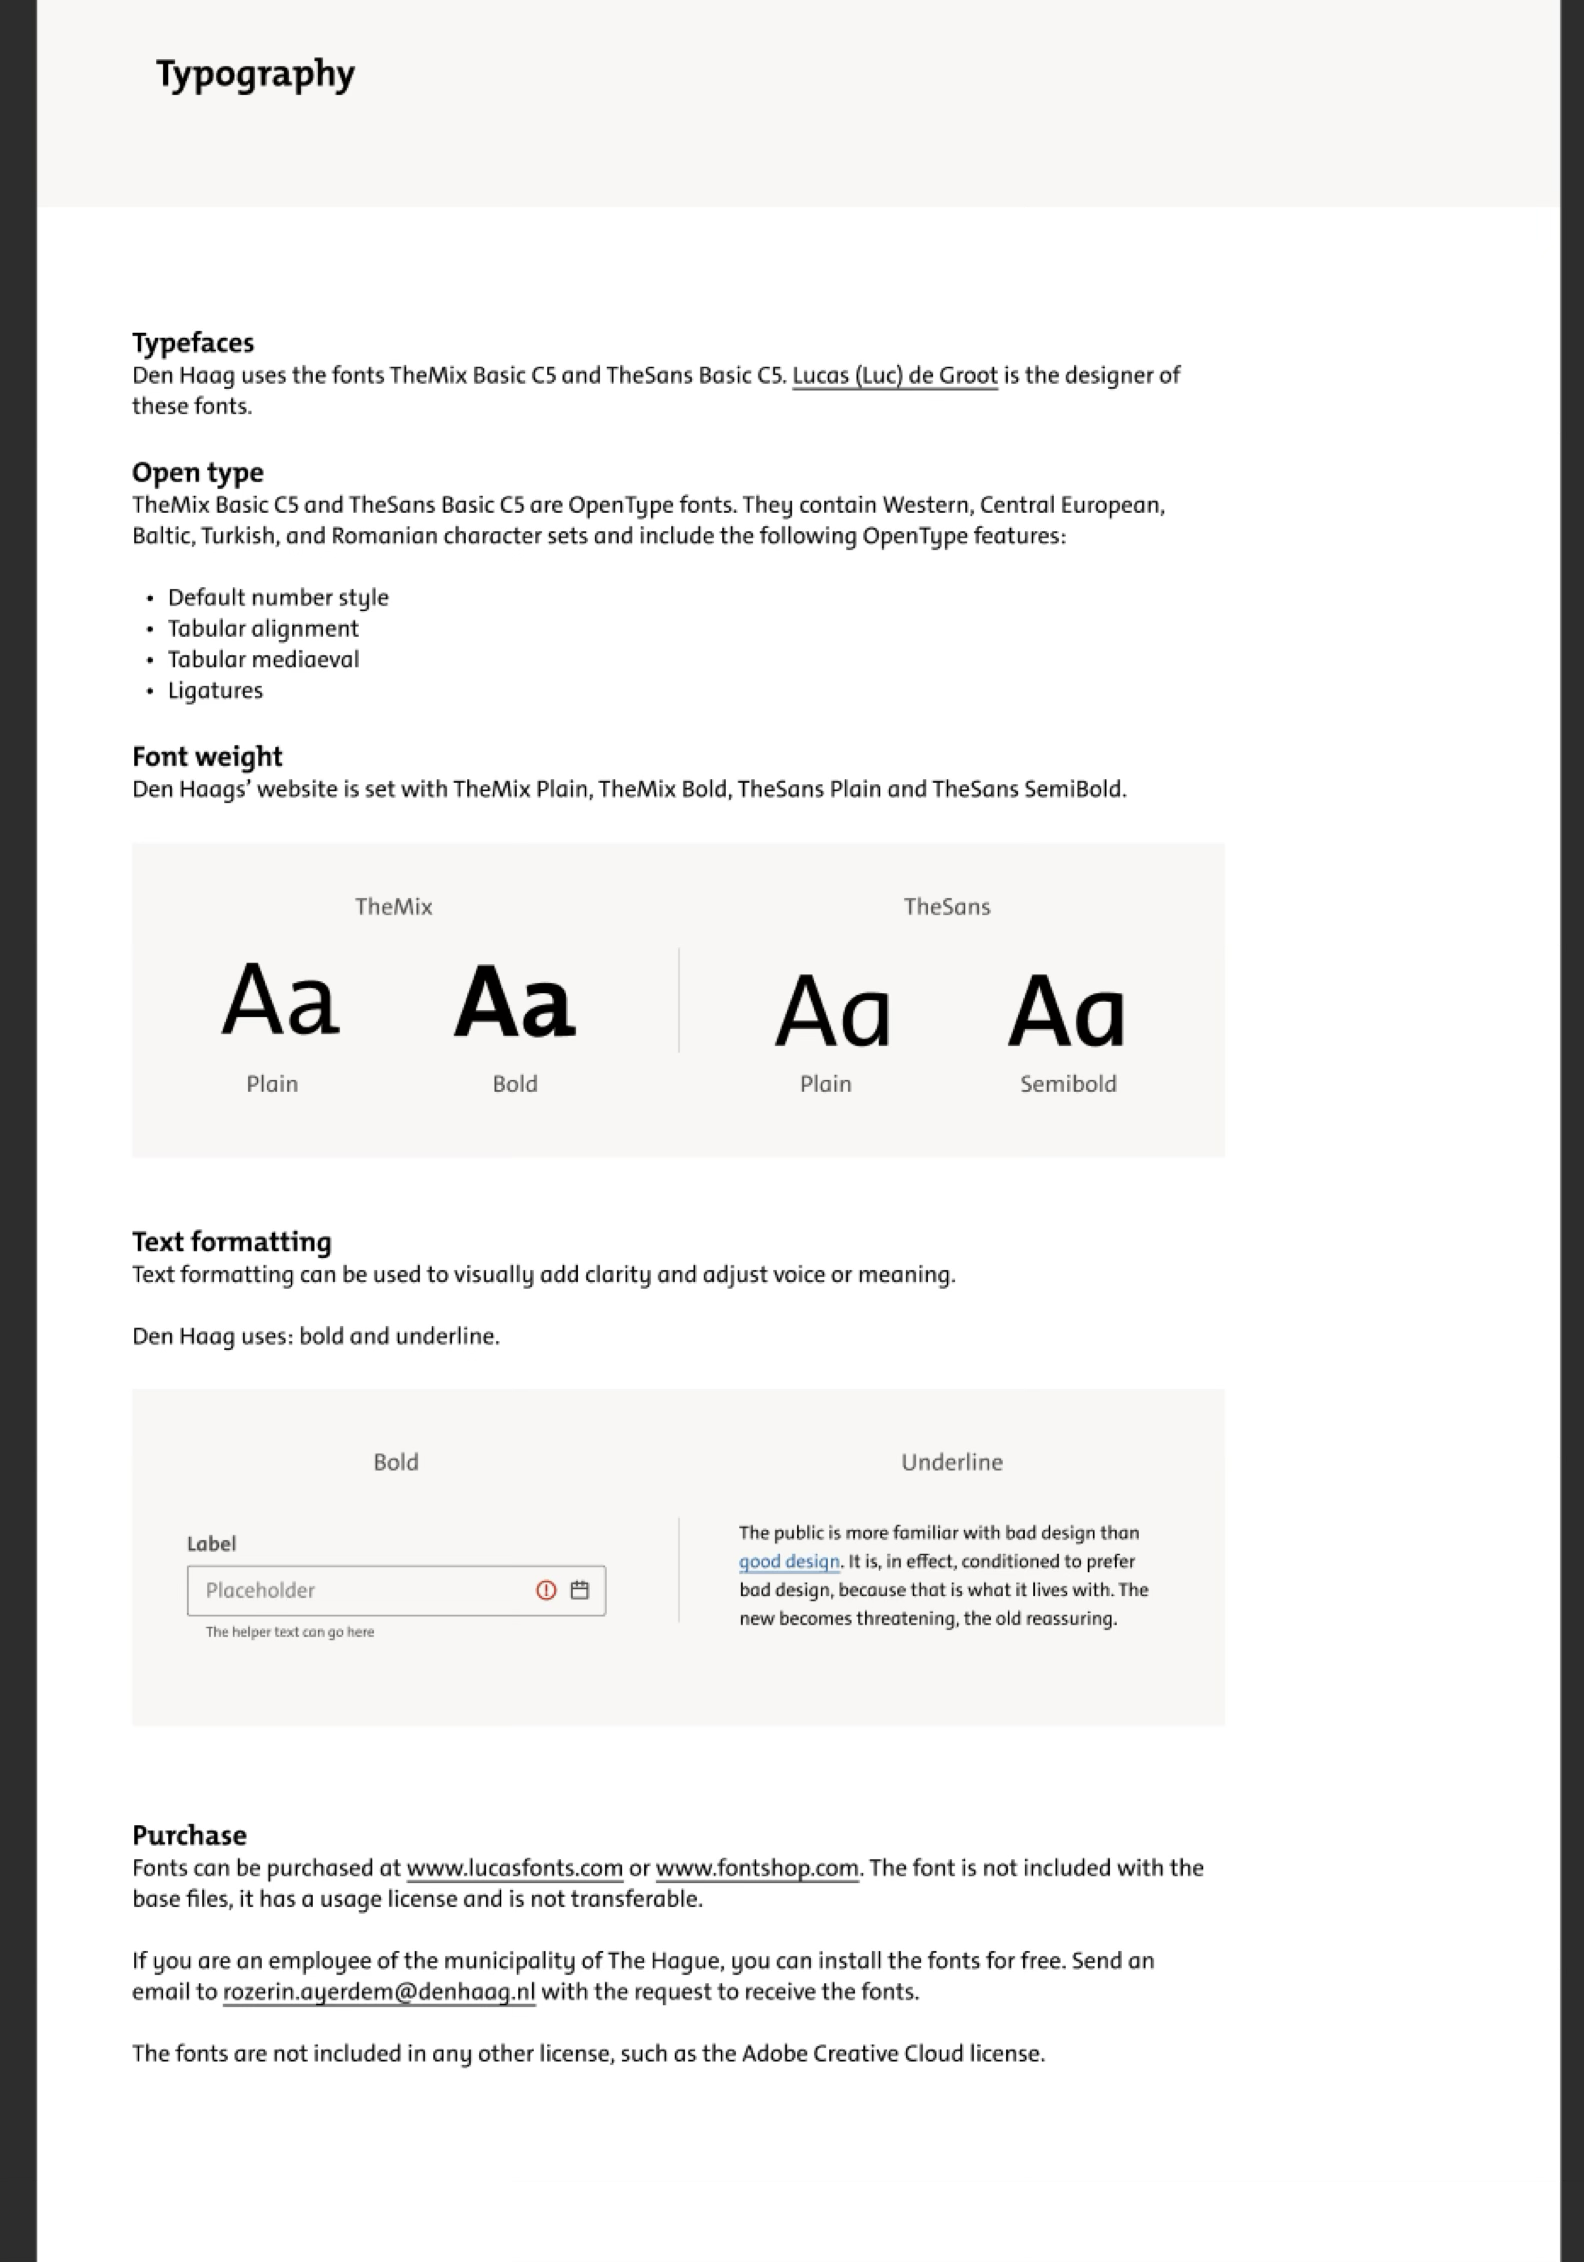 Typography
Typefaces
Den Haag uses the fonts TheMix Basic C5 and TheSans Basic C5. Lucas (Luc) de Groot is the designer of
these fonts.
Open type
TheMix Basic C5 and TheSans Basic C5 are OpenType fonts. They contain Western, Central European,
Baltic, Turkish, and Romanian character sets and include the following OpenType features:
• Default number style
• Tabular alignment
• Tabular mediaeval
• Ligatures
Font weight
Den Haags’ website is set with TheMix Plain, TheMix Bold, TheSans Plain and TheSans SemiBold.
TheMix TheSans
Aa Aa Aa Aa
Plain Bold Plain Semibold
Text formatting
Text formatting can be used to visually add clarity and adjust voice or meaning.
Den Haag uses: bold and underline.
Bold
Label
Placeholder
The helper text can go here
Underline
The public is more familiar with bad design than
good design. It is, in effect, conditioned to prefer
bad design, because that is what it lives with. The
new becomes threatening, the old reassuring.
Purchase
Fonts can be purchased at www.lucasfonts.com or www.fontshop.com. The font is not included with the
base files, it has a usage license and is not transferable.
If you are an employee of the municipality of The Hague, you can install the fonts for free. Send an
email to rozerin.ayerdem@denhaag.nl with the request to receive the fonts.
The fonts are not included in any other license, such as the Adobe Creative Cloud license.